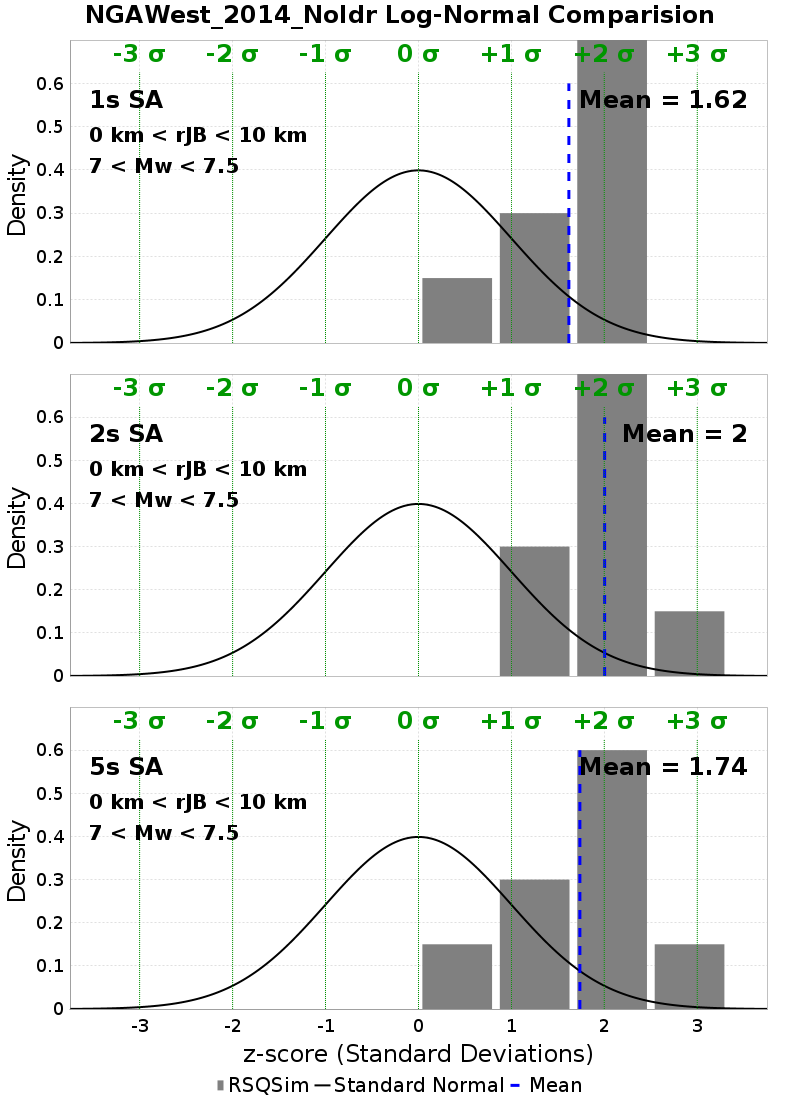 NGAWest_2014_NoIdr Log-Normal Comparision
-3 σ -2 σ -1 σ 0 σ +1 σ +2 σ +3 σ
1s SA
Mean = 1.62
0 km < rJB < 10 km
7 < Mw < 7.5
Density
0.6
0.5
0.4
0.3
0.2
0.1
0
-3 σ -2 σ -1 σ 0 σ +1 σ +2 σ +3 σ
2s SA
Mean = 2
0 km < rJB < 10 km
7 < Mw < 7.5
Density
0.6
0.5
0.4
0.3
0.2
0.1
0
-3 σ -2 σ -1 σ 0 σ +1 σ +2 σ +3 σ
5s SA
Mean = 1.74
0 km < rJB < 10 km
7 < Mw < 7.5
Density
0.6
0.5
0.4
0.3
0.2
0.1
0
-3 -2 -1 0 1 2 3
z-score (Standard Deviations)
RSQSim Standard Normal Mean